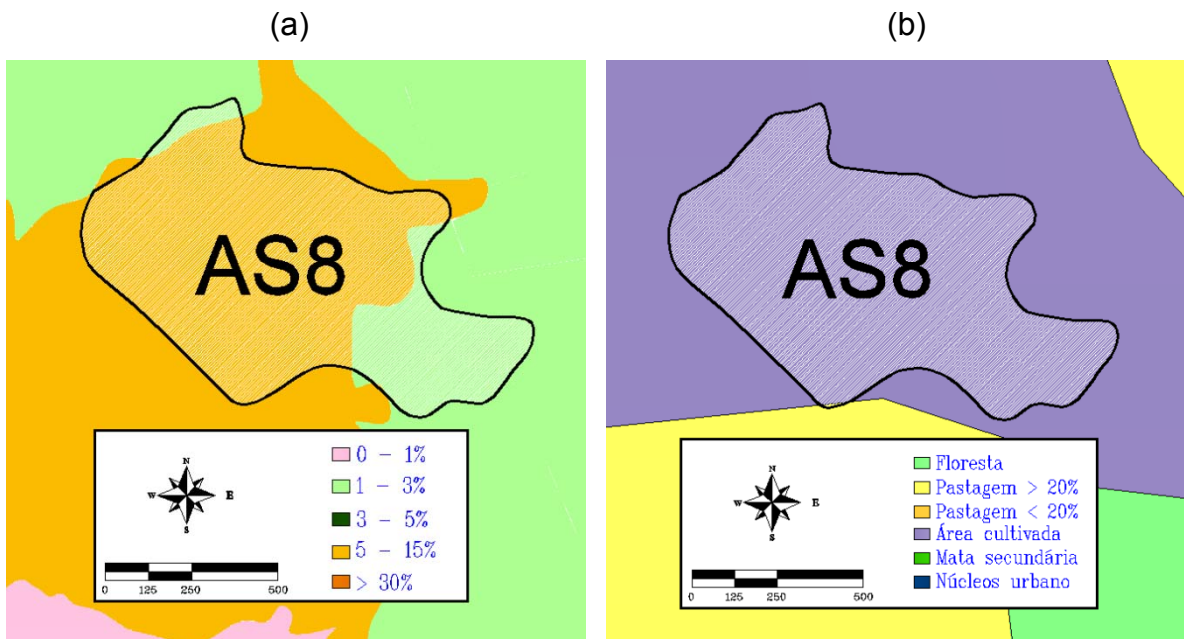 (a)
AS8
N
W E
S
0 125 250 500
0 - 1%
1 - 3%
3 - 5%
5 - 15%
> 30%
(b)
AS8
N
W E
S
0 125 250 500
Floresta
Pastagem > 20%
Pastagem < 20%
Área cultivada
Mata secundária
Núcleos urbano